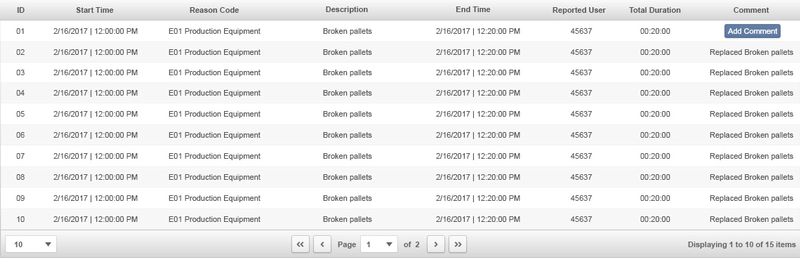 ID Start Time Reason Code Description End Time Reported User Total Duration Comment
01 2/16/2017 | 12:00:00 PM E01 Production Equipment Broken pallets 2/16/2017 | 12:20:00 PM 45637 00:20:00 Add Comment
02 2/16/2017 | 12:00:00 PM E01 Production Equipment Broken pallets 2/16/2017 | 12:20:00 PM 45637 00:20:00 Replaced Broken pallets
03 2/16/2017 | 12:00:00 PM E01 Production Equipment Broken pallets 2/16/2017 | 12:20:00 PM 45637 00:20:00 Replaced Broken pallets
04 2/16/2017 | 12:00:00 PM E01 Production Equipment Broken pallets 2/16/2017 | 12:20:00 PM 45637 00:20:00 Replaced Broken pallets
05 2/16/2017 | 12:00:00 PM E01 Production Equipment Broken pallets 2/16/2017 | 12:20:00 PM 45637 00:20:00 Replaced Broken pallets
06 2/16/2017 | 12:00:00 PM E01 Production Equipment Broken pallets 2/16/2017 | 12:20:00 PM 45637 00:20:00 Replaced Broken pallets
07 2/16/2017 | 12:00:00 PM E01 Production Equipment Broken pallets 2/16/2017 | 12:20:00 PM 45637 00:20:00 Replaced Broken pallets
08 2/16/2017 | 12:00:00 PM E01 Production Equipment Broken pallets 2/16/2017 | 12:20:00 PM 45637 00:20:00 Replaced Broken pallets
09 2/16/2017 | 12:00:00 PM E01 Production Equipment Broken pallets 2/16/2017 | 12:20:00 PM 45637 00:20:00 Replaced Broken pallets
10 2/16/2017 | 12:00:00 PM E01 Production Equipment Broken pallets 2/16/2017 | 12:20:00 PM 45637 00:20:00 Replaced Broken pallets
10 Page 1 of 2 Displaying 1 to 10 of 15 items